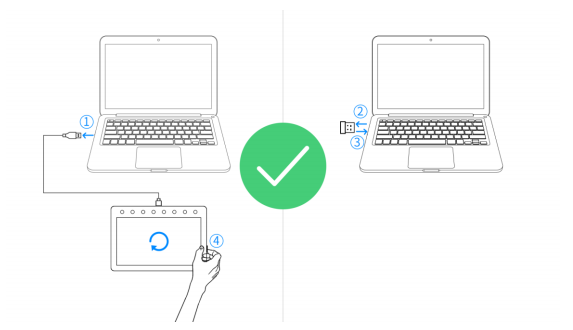 ①
②
③
④